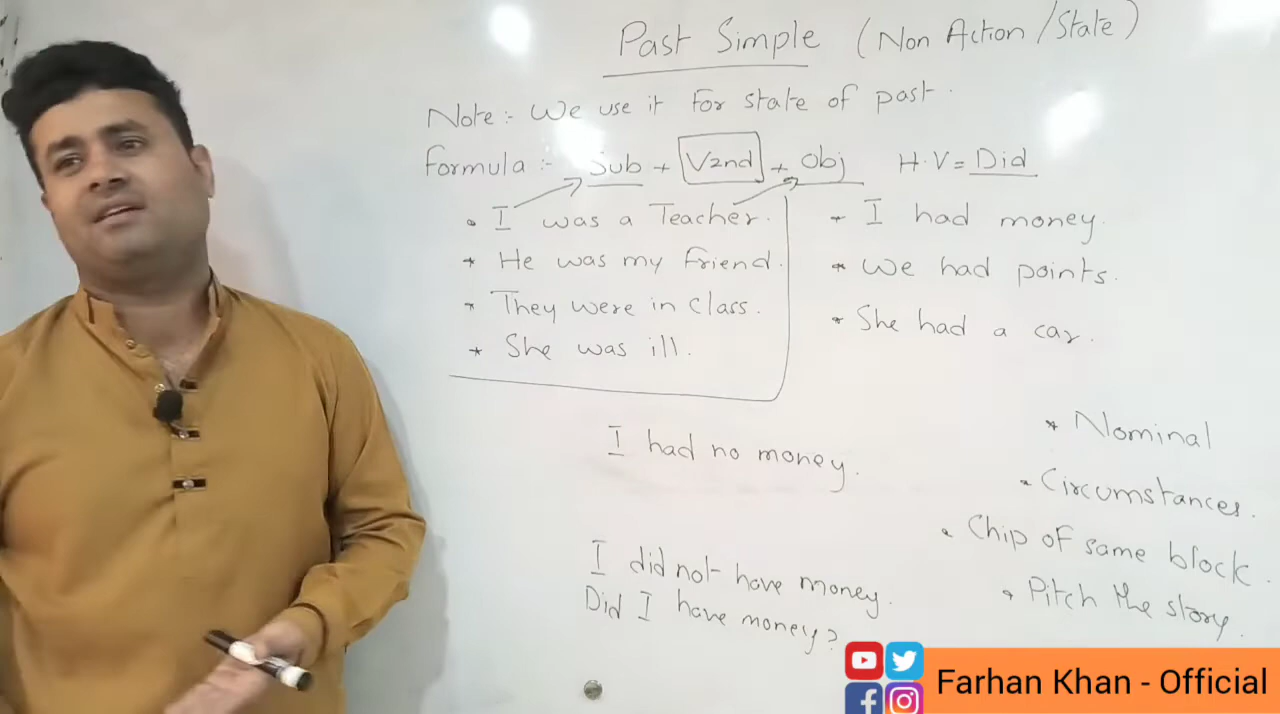 Past Simple (Non Action / State)
Note :- We use it for state of past.
Formula :- Sub + V2nd + Obj H.V = Did
• I was a Teacher.
* He was my friend.
* They were in class.
* She was ill.
* I had money.
* We had points.
* She had a car.
I had no money.
I did not have money.
Did I have money?
* Nominal
• Circumstances.
• Chip of same block.
• Pitch the story.
Farhan Khan - Official